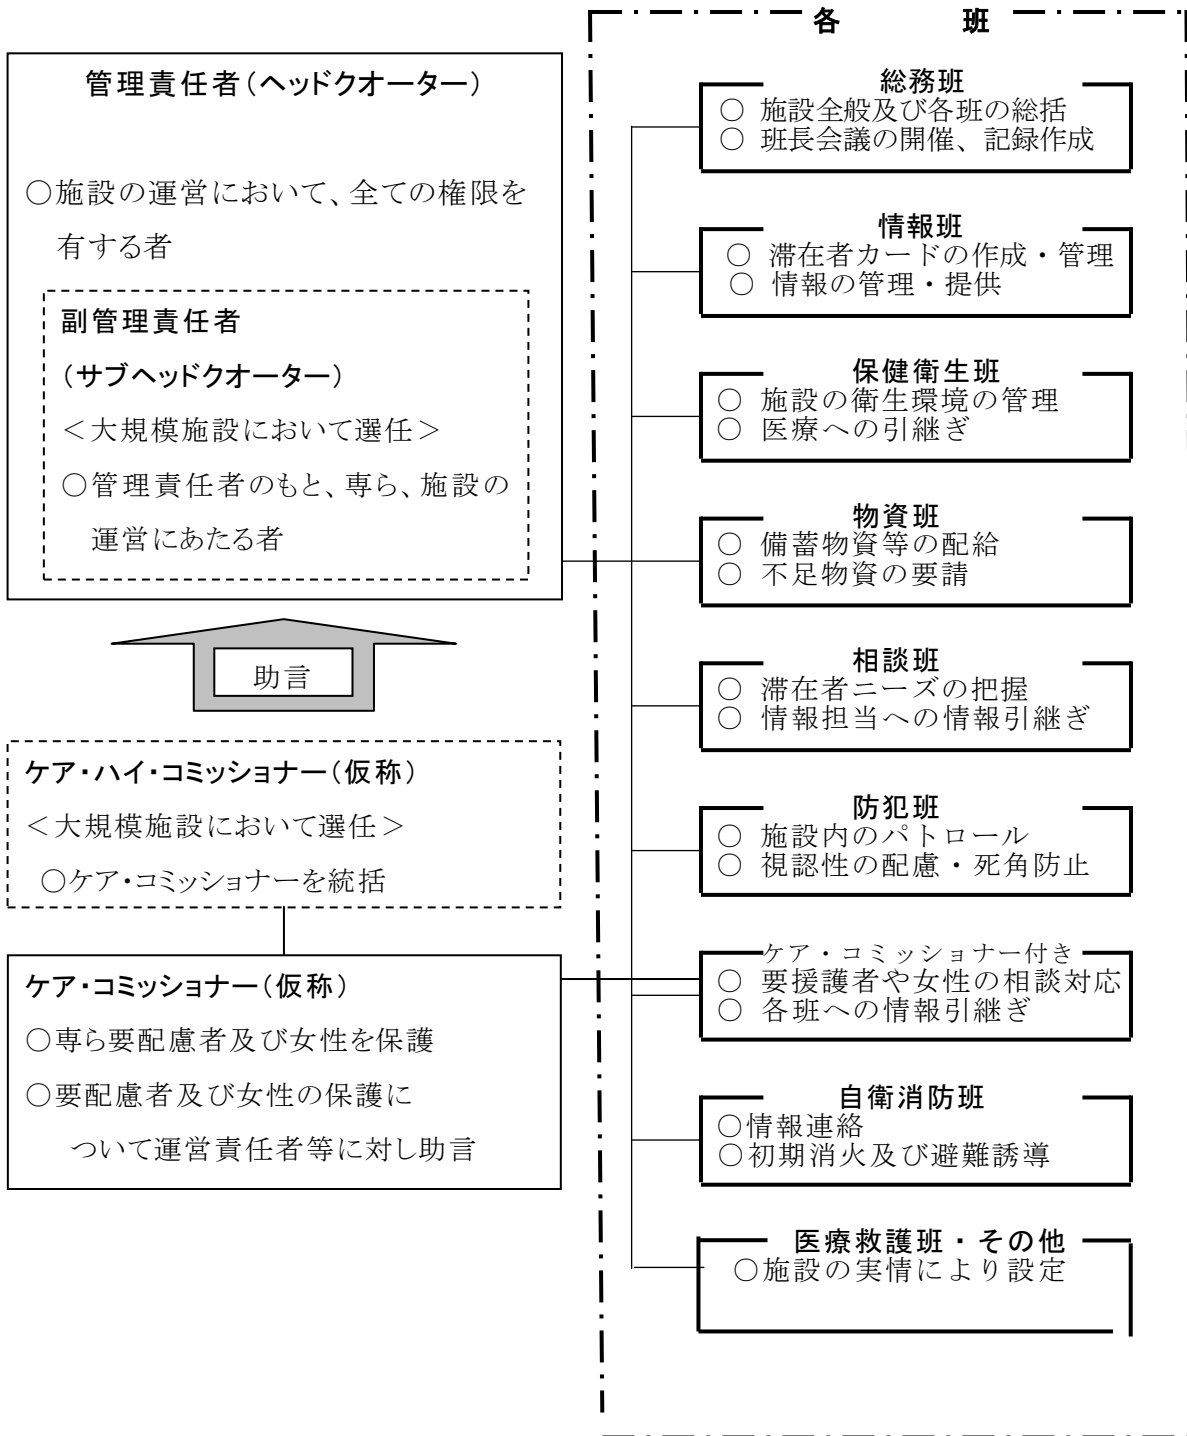 各　班
管理責任者（ヘッドクオーター）
○施設の運営において、全ての権限を
有する者
副管理責任者
（サブヘッドクオーター）
＜大規模施設において選任＞
○管理責任者のもと、専ら、施設の
運営にあたる者
助言
ケア・ハイ・コミッショナー（仮称）
＜大規模施設において選任＞
○ケア・コミッショナーを統括
ケア・コミッショナー（仮称）
○専ら要配慮者及び女性を保護
○要配慮者及び女性の保護に
ついて運営責任者等に対し助言
総務班
○ 施設全般及び各班の総括
○ 班長会議の開催、記録作成
情報班
○ 滞在者カードの作成・管理
○ 情報の管理・提供
保健衛生班
○ 施設の衛生環境の管理
○ 医療への引継ぎ
物資班
○ 備蓄物資等の配給
○ 不足物資の要請
相談班
○ 滞在者ニーズの把握
○ 情報担当への情報引継ぎ
防犯班
○ 施設内のパトロール
○ 視認性の配慮・死角防止
ケア・コミッショナー付き
○ 要援護者や女性の相談対応
○ 各班への情報引継ぎ
自衛消防班
○情報連絡
○初期消火及び避難誘導
医療救護班・その他
○施設の実情により設定